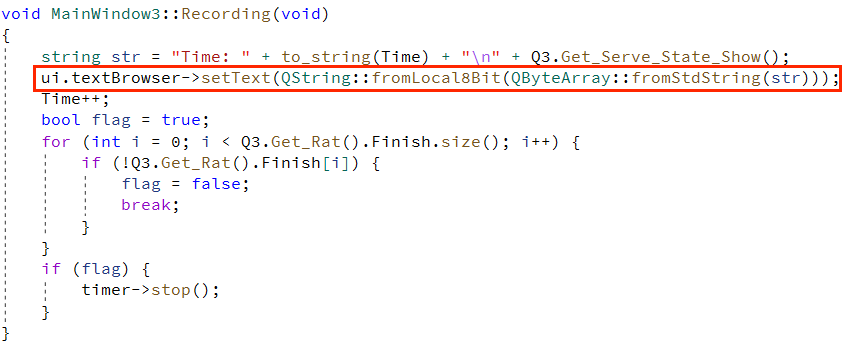 void MainWindow3::Recording(void)
{
    string str = "Time: " + to_string(Time) + "\n" + Q3.Get_Serve_State_Show();
    ui.textBrowser->setText(QString::fromLocal8Bit(QByteArray::fromStdString(str)));
    Time++;
    bool flag = true;
    for (int i = 0; i < Q3.Get_Rat().Finish.size(); i++) {
        if (!Q3.Get_Rat().Finish[i]) {
            flag = false;
            break;
        }
    }
    if (flag) {
        timer->stop();
    }
}